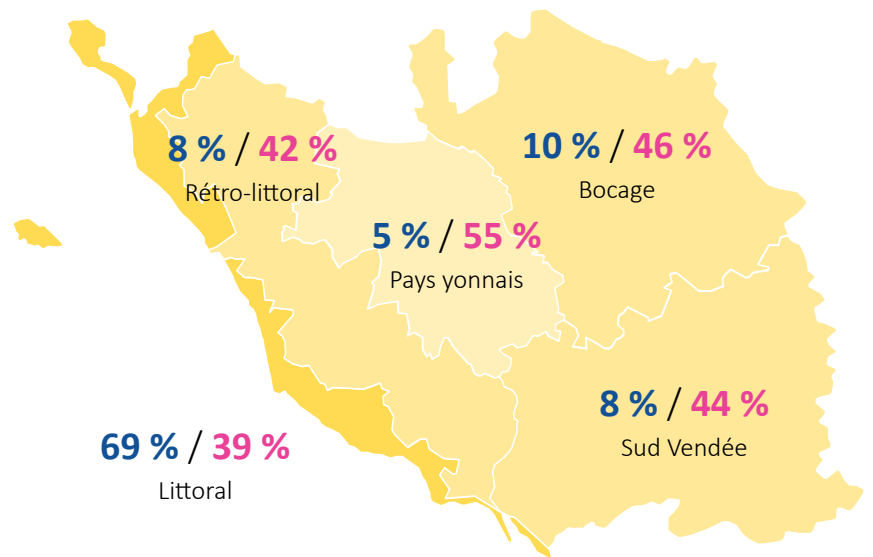 8 % / 42 %
Rétro-littoral
10 % / 46 %
Bocage
5 % / 55 %
Pays yonnais
8 % / 44 %
Sud Vendée
69 % / 39 %
Littoral